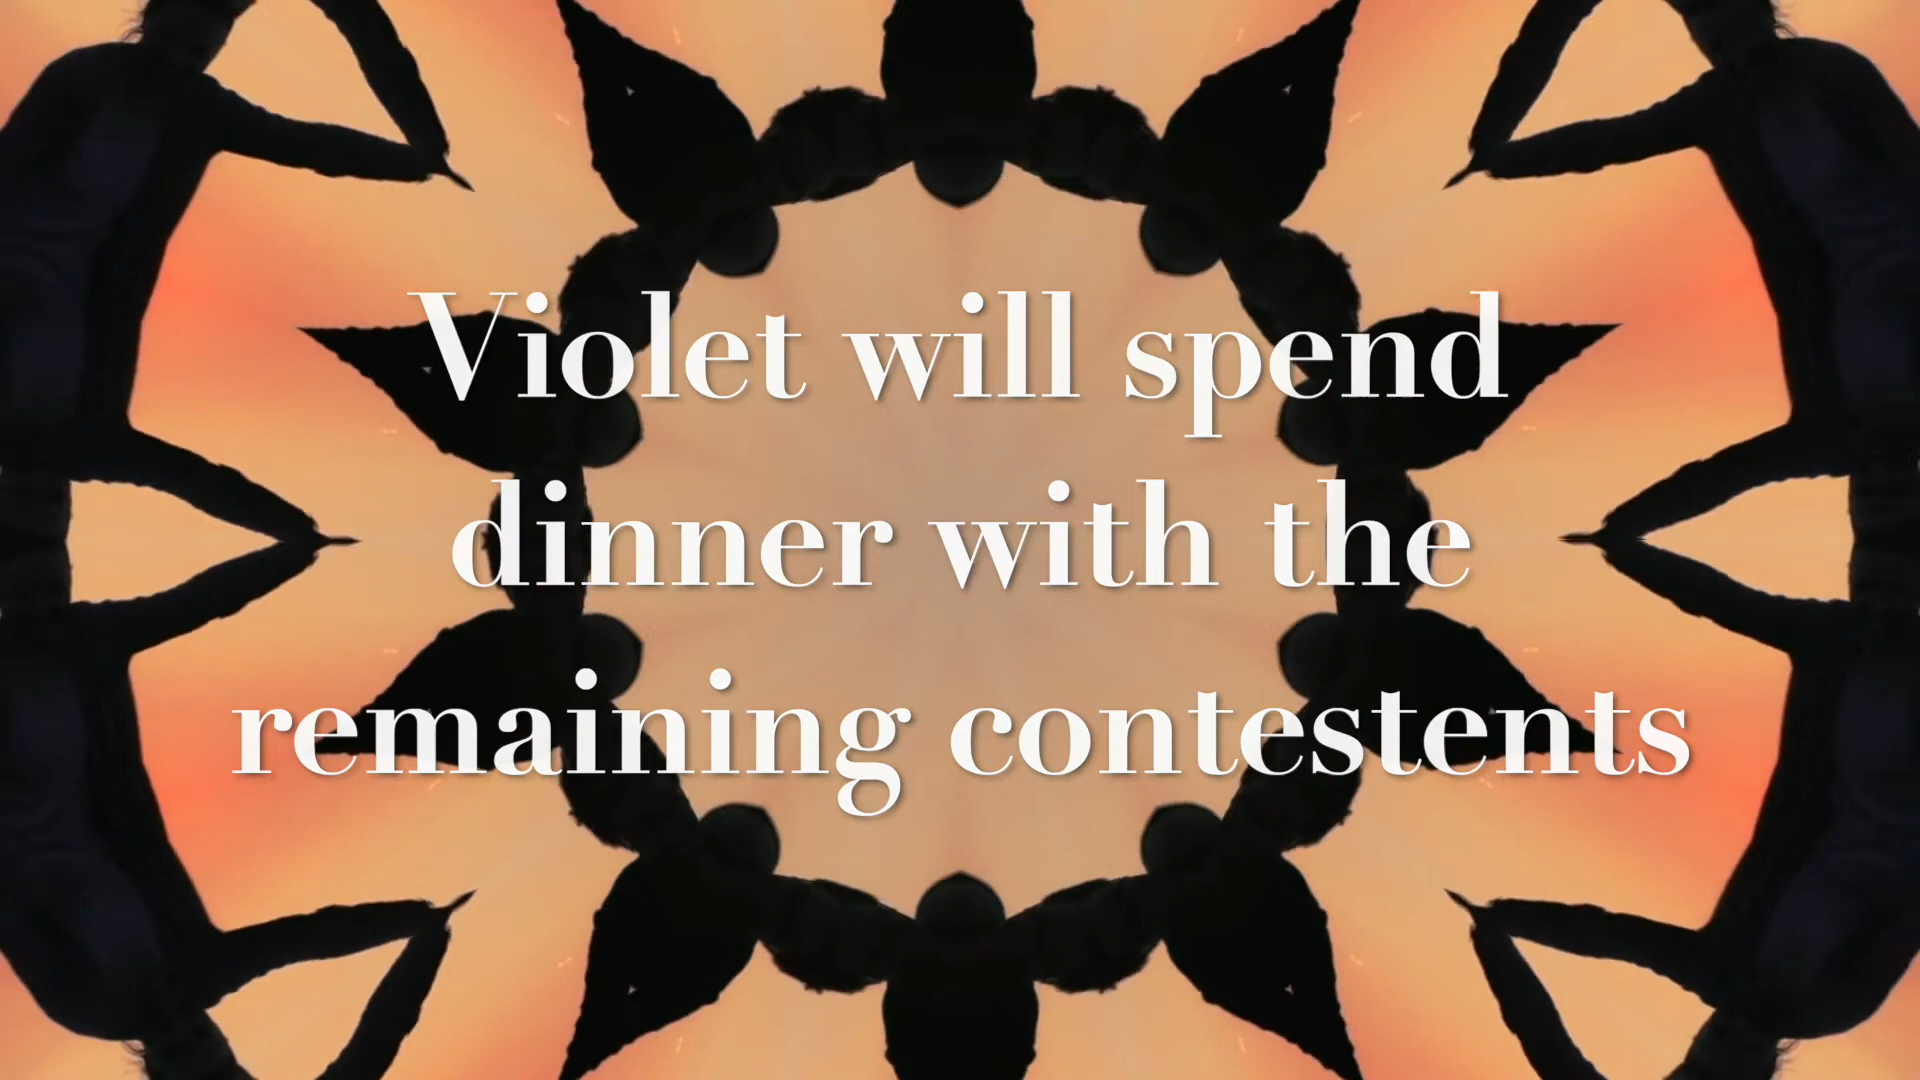 Violet will spend
dinner with the
remaining contestents